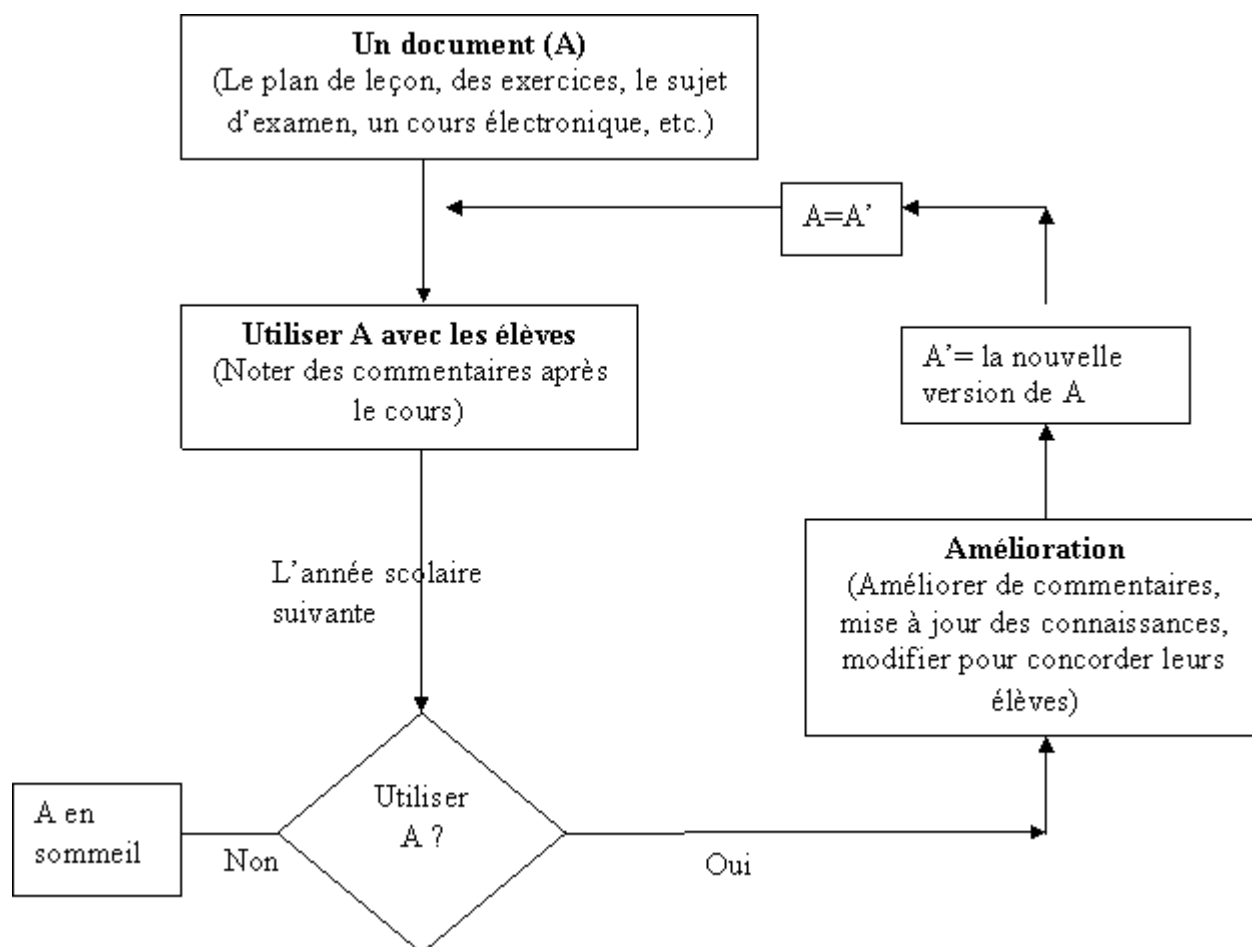 Un document (A)
(Le plan de leçon, des exercices, le sujet
d’examen, un cours électronique, etc.)
A=A’
Utiliser A avec les élèves
(Noter des commentaires après
le cours)
A’= la nouvelle
version de A
L’année scolaire
suivante
Amélioration
(Améliorer de commentaires,
mise à jour des connaissances,
modifier pour concorder leurs
élèves)
Utiliser
A ?
A en
sommeil
Non
Oui